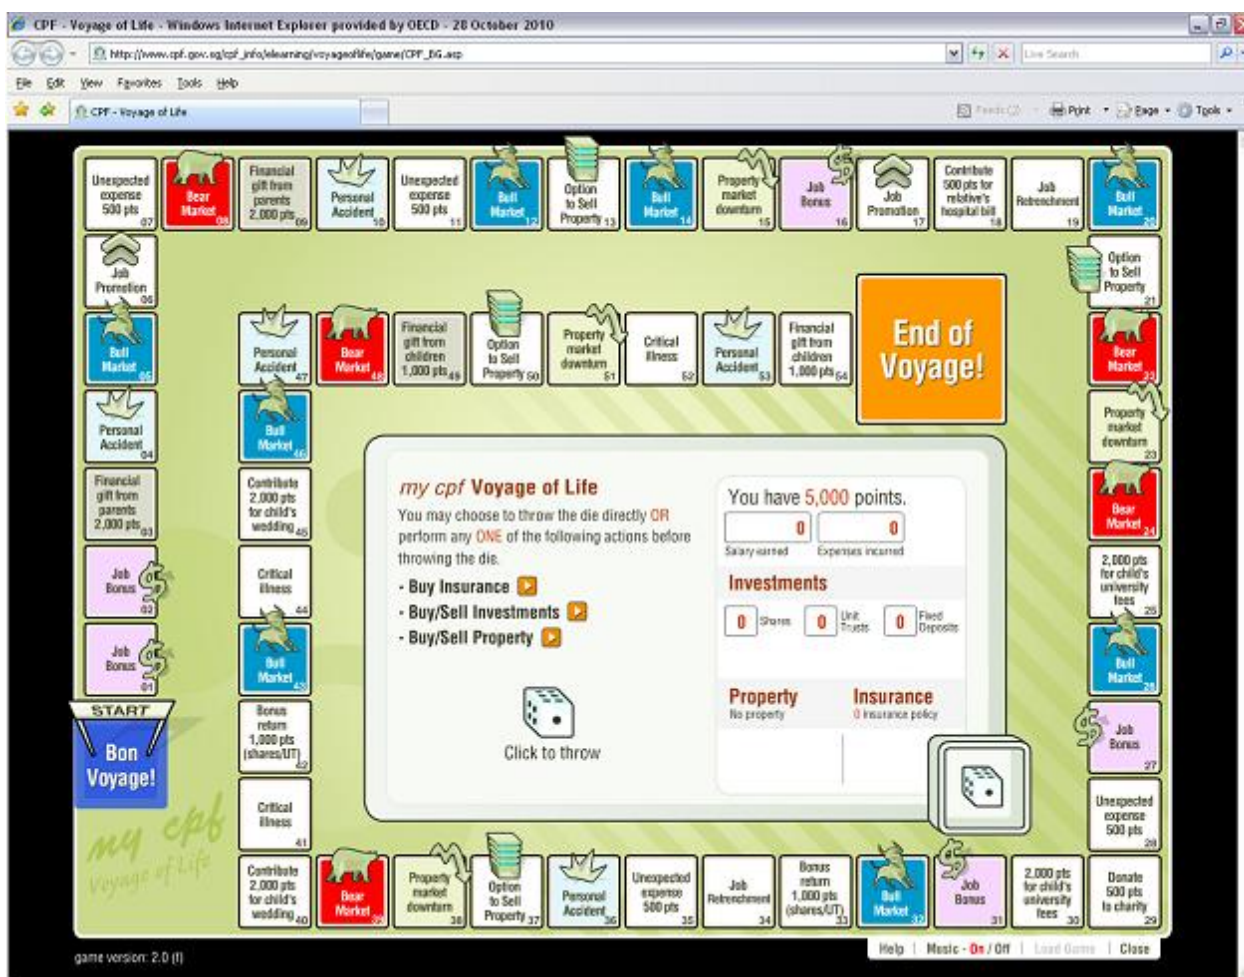 CPF - Voyage of Life - Windows Internet Explorer provided by OECD - 28 October 2010
http://www.cpf.gov.sg/cpf_info/elearning/voyageoflife/game/CPF_BG.asp
Live Search
File Edit View Favorites Tools Help
CPF - Voyage of Life
Feeds (2)
Print
Page
Tools
Unexpected
expense
500 pts
07
Bear
Market
08
Financial
gift from
parents
2,000 pts
09
Personal
Accident
10
Unexpected
expense
500 pts
11
Bull
Market
12
Option
to Sell
Property
13
Bull
Market
14
Property
market
downturn
15
Job
Bonus
16
Job
Promotion
17
Contribute
500 pts for
relative's
hospital bill
18
Job
Retrenchment
19
Bull
Market
20
Job
Promotion
06
Option
to Sell
Property
21
Bull
Market
05
Personal
Accident
47
Bear
Market
48
Financial
gift from
children
1,000 pts
49
Option
to Sell
Property
50
Property
market
downturn
51
Critical
illness
52
Personal
Accident
53
Financial
gift from
children
1,000 pts
54
End of
Voyage!
Bear
Market
Personal
Accident
04
Bull
Market
46
Property
market
downturn
23
Financial
gift from
parents
2,000 pts
03
Contribute
2,000 pts
for child's
wedding
45
Bear
Market
24
Job
Bonus
02
Critical
illness
44
2,000 pts
for child's
university
fees
25
Job
Bonus
01
Bull
Market
43
Bull
Market
26
START
Bon
Voyage!
Bonus
return
1,000 pts
(shares/UT)
42
Job
Bonus
27
Critical
illness
41
Unexpected
expense
500 pts
28
my cpf Voyage of Life
You may choose to throw the die directly OR
perform any ONE of the following actions before
throwing the die.
- Buy Insurance
- Buy/Sell Investments
- Buy/Sell Property
Click to throw
You have 5,000 points.
0 0
Salary earned Expenses incurred
Investments
0 Shares 0 Unit Trusts 0 Fixed Deposits
Property Insurance
No property 0 Insurance policy
my cpf
Voyage of Life
Contribute
2,000 pts
for child's
wedding
40
Bear
Market
39
Property
market
downturn
38
Option
to Sell
Property
37
Personal
Accident
36
Unexpected
expense
500 pts
35
Job
Retrenchment
34
Bonus
return
1,000 pts
(shares/UT)
33
Bull
Market
32
Job
Bonus
31
2,000 pts
for child's
university
fees
30
Donate
500 pts
to charity
29
game version: 2.0 (f)
Help | Music - On / Off | Load Game | Close